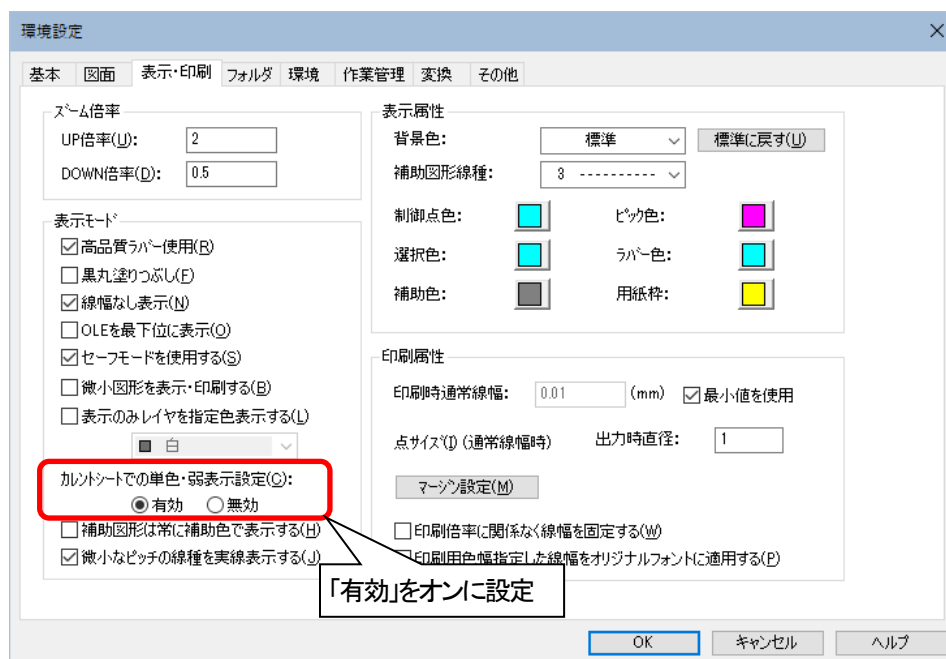 環境設定
基本 図面 表示・印刷 フォルダ 環境 作業管理 変換 その他
ズーム倍率
UP倍率(U): 2
DOWN倍率(D): 0.5
表示モード
☑高品質ラバー使用(R)
☐黒丸塗りつぶし(F)
☑線幅なし表示(N)
☐OLEを最下位に表示(O)
☑セーフモードを使用する(S)
☐微小図形を表示・印刷する(B)
☐表示のみレイヤを指定色表示する(L)
白
カレントシートでの単色・弱表示設定(C):
有効 無効
☐補助図形は常に補助色で表示する(H)
☑微小なピッチの線種を実線表示する(J)
表示属性
背景色: 標準 標準に戻す(U)
補助図形線種: 3 ----------
制御点色: ピック色:
選択色: ラバー色:
補助色: 用紙枠:
印刷属性
印刷時通常線幅: 0.01 (mm) ☑最小値を使用
点サイズ(I) (通常線幅時) 出力時直径: 1
マージン設定(M)
☐印刷倍率に関係なく線幅を固定する(W)
印刷用色幅指定した線幅をオリジナルフォントに適用する(P)
「有効」をオンに設定
OK キャンセル ヘルプ